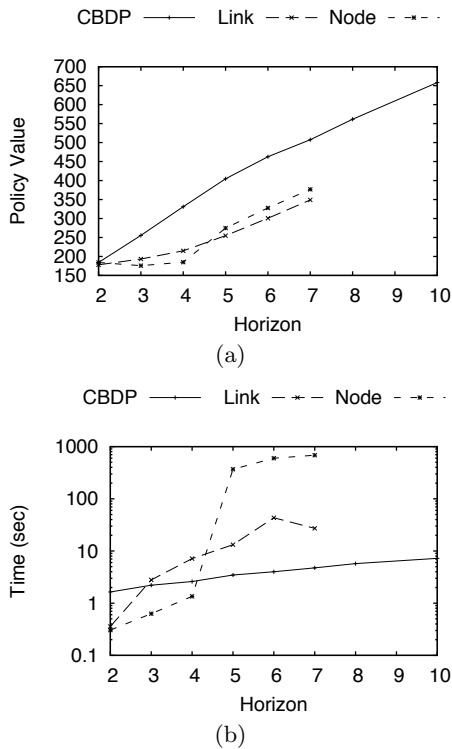 CBDP Link Node
700
650
600
550
500
450
400
350
300
250
200
150
Policy Value
2 3 4 5 6 7 8 9 10
Horizon
(a)
CBDP Link Node
1000
100
10
1
0.1
Time (sec)
2 3 4 5 6 7 8 9 10
Horizon
(b)